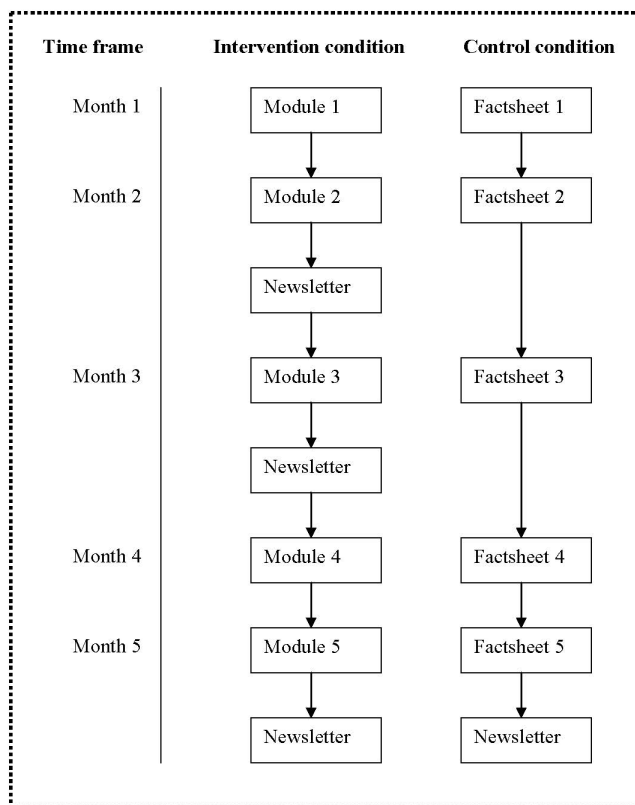 Time frame Intervention condition Control condition
Month 1 Module 1 Factsheet 1
Month 2 Module 2 Factsheet 2
Newsletter
Month 3 Module 3 Factsheet 3
Newsletter
Month 4 Module 4 Factsheet 4
Month 5 Module 5 Factsheet 5
Newsletter Newsletter